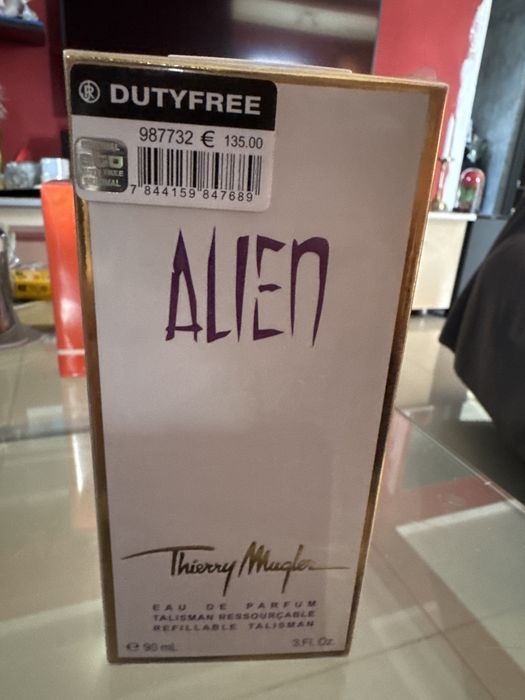 DUTYFREE
987732 € 135.00
7 844159 847689
ALIEN
Thierry Mugler
EAU DE PARFUM
TALISMAN RESSOURÇABLE
REFILLABLE TALISMAN
℮ 90 mL 3 Fl. Oz.